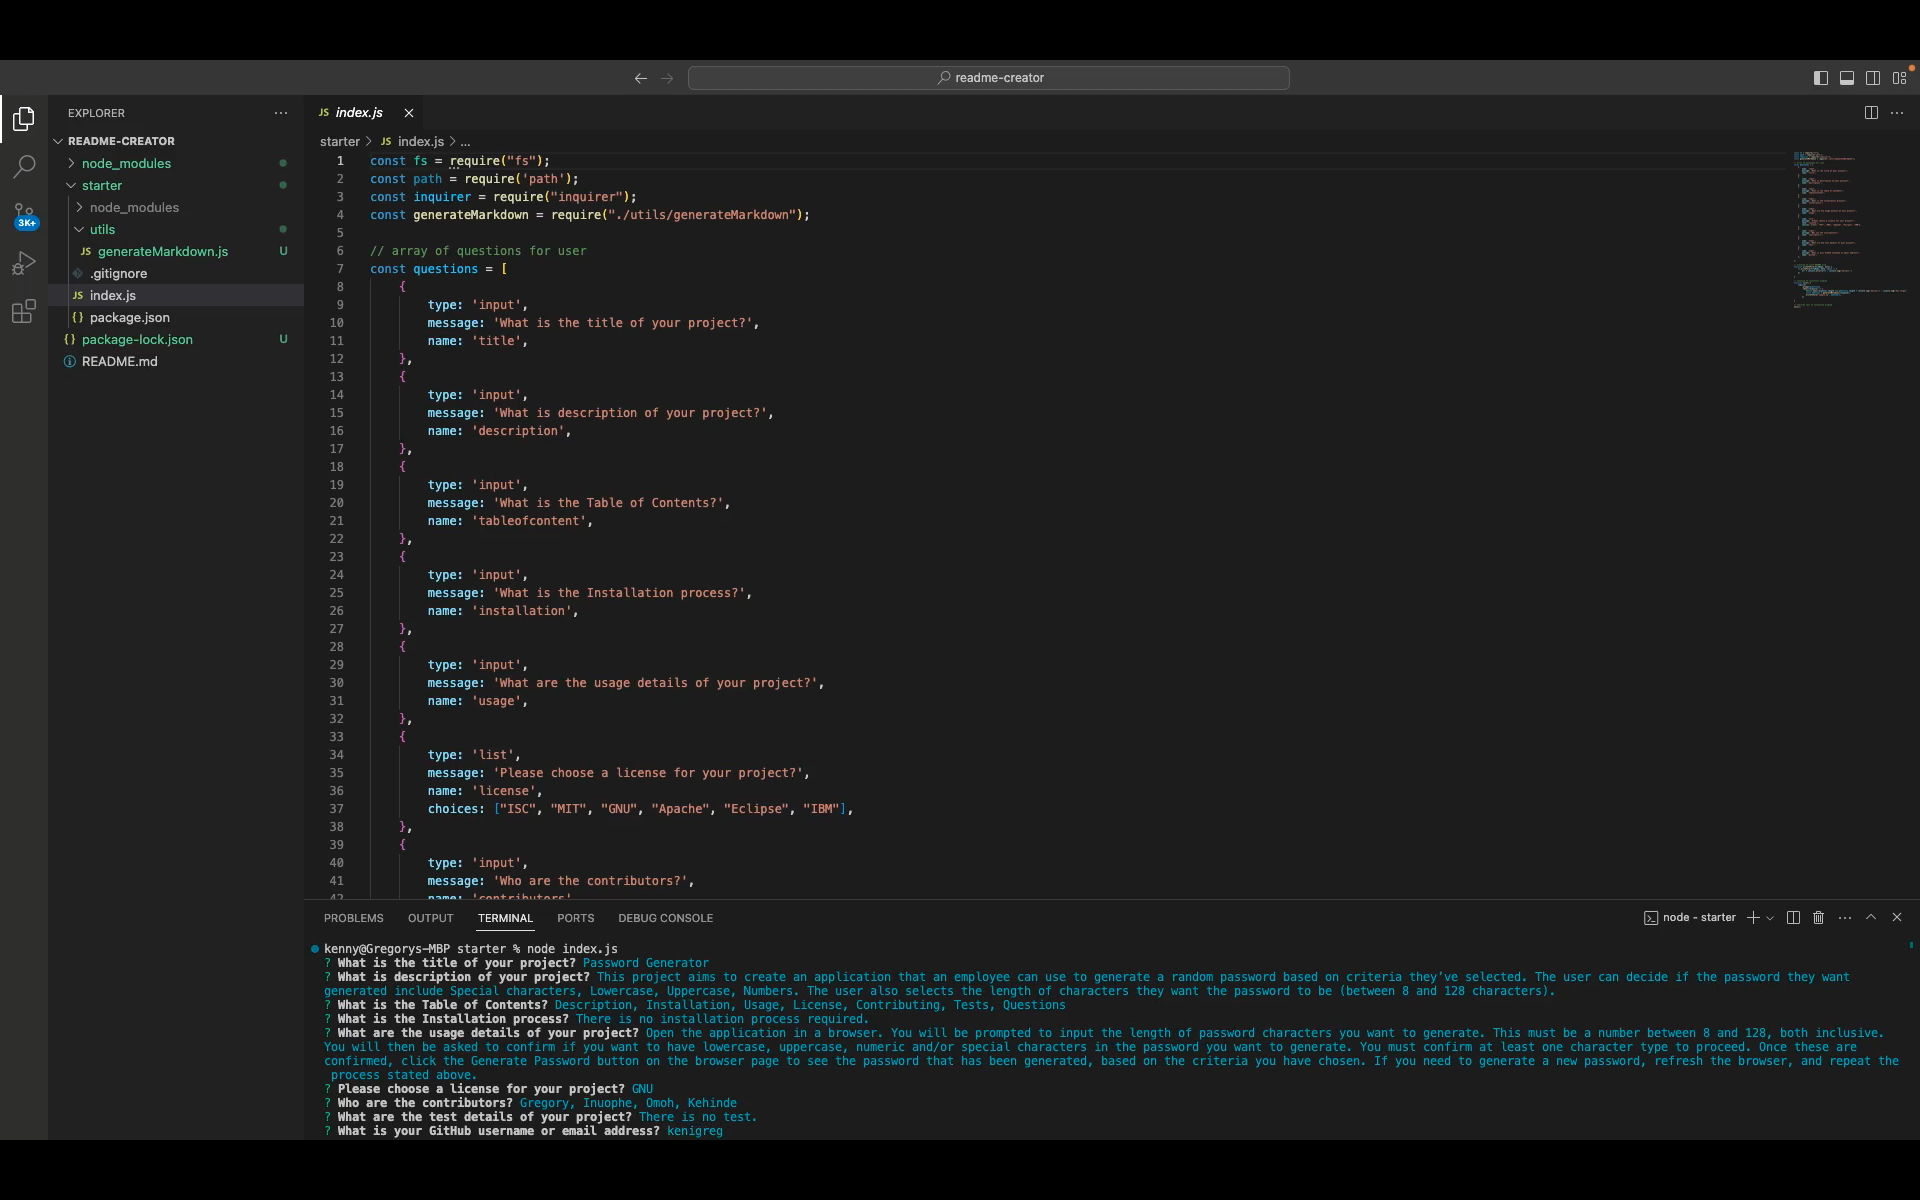 readme-creator
EXPLORER
README-CREATOR
node_modules
starter
node_modules
utils
JS generateMarkdown.js U
.gitignore
JS index.js
{} package.json
{} package-lock.json U
README.md
3K+
JS index.js
starter > JS index.js > ...
1 const fs = require("fs");
2 const path = require('path');
3 const inquirer = require("inquirer");
4 const generateMarkdown = require("./utils/generateMarkdown");
5
6 // array of questions for user
7 const questions = [
8 {
9 type: 'input',
10 message: 'What is the title of your project?',
11 name: 'title',
12 },
13 {
14 type: 'input',
15 message: 'What is description of your project?',
16 name: 'description',
17 },
18 {
19 type: 'input',
20 message: 'What is the Table of Contents?',
21 name: 'tableofcontent',
22 },
23 {
24 type: 'input',
25 message: 'What is the Installation process?',
26 name: 'installation',
27 },
28 {
29 type: 'input',
30 message: 'What are the usage details of your project?',
31 name: 'usage',
32 },
33 {
34 type: 'list',
35 message: 'Please choose a license for your project?',
36 name: 'license',
37 choices: ["ISC", "MIT", "GNU", "Apache", "Eclipse", "IBM"],
38 },
39 {
40 type: 'input',
41 message: 'Who are the contributors?',
42 name: 'contributors'
PROBLEMS OUTPUT TERMINAL PORTS DEBUG CONSOLE
node - starter
kenny@Gregorys-MBP starter % node index.js
? What is the title of your project? Password Generator
? What is description of your project? This project aims to create an application that an employee can use to generate a random password based on criteria they've selected. The user can decide if the password they want
generated include Special characters, Lowercase, Uppercase, Numbers. The user also selects the length of characters they want the password to be (between 8 and 128 characters).
? What is the Table of Contents? Description, Installation, Usage, License, Contributing, Tests, Questions
? What is the Installation process? There is no installation process required.
? What are the usage details of your project? Open the application in a browser. You will be prompted to input the length of password characters you want to generate. This must be a number between 8 and 128, both inclusive.
You will then be asked to confirm if you want to have lowercase, uppercase, numeric and/or special characters in the password you want to generate. You must confirm at least one character type to proceed. Once these are
confirmed, click the Generate Password button on the browser page to see the password that has been generated, based on the criteria you have chosen. If you need to generate a new password, refresh the browser, and repeat the
process stated above.
? Please choose a license for your project? GNU
? Who are the contributors? Gregory, Inuophe, Omoh, Kehinde
? What are the test details of your project? There is no test.
? What is your GitHub username or email address? kenigreg